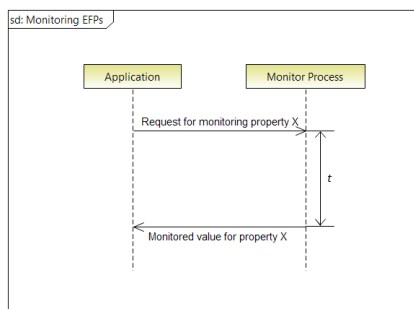 sd: Monitoring EFPs
Application
Monitor Process
Request for monitoring property X
t
Monitored value for property X